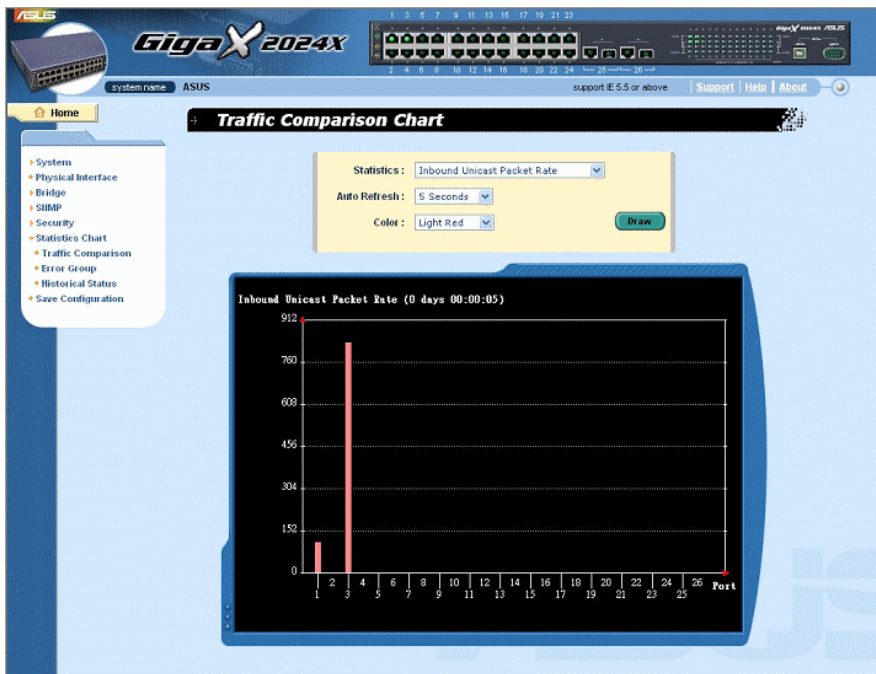 ASUS
GigaX 2024X
1 3 5 7 9 11 13 15 17 19 21 23
2 4 6 8 10 12 14 16 18 20 22 24 25 26
GigaX ASUS
system name ASUS
support IE 5.5 or above
Support | Help | About
Home
Traffic Comparison Chart
System
Physical Interface
Bridge
SNMP
Security
Statistics Chart
Traffic Comparison
Error Group
Historical Status
Save Configuration
Statistics : Inbound Unicast Packet Rate
Auto Refresh : 5 Seconds
Color : Light Red
Draw
Inbound Unicast Packet Rate (0 days 00:00:05)
912
760
608
456
304
152
0
2 4 6 8 10 12 14 16 18 20 22 24 26 Port
1 3 5 7 9 11 13 15 17 19 21 23 25
ASUS